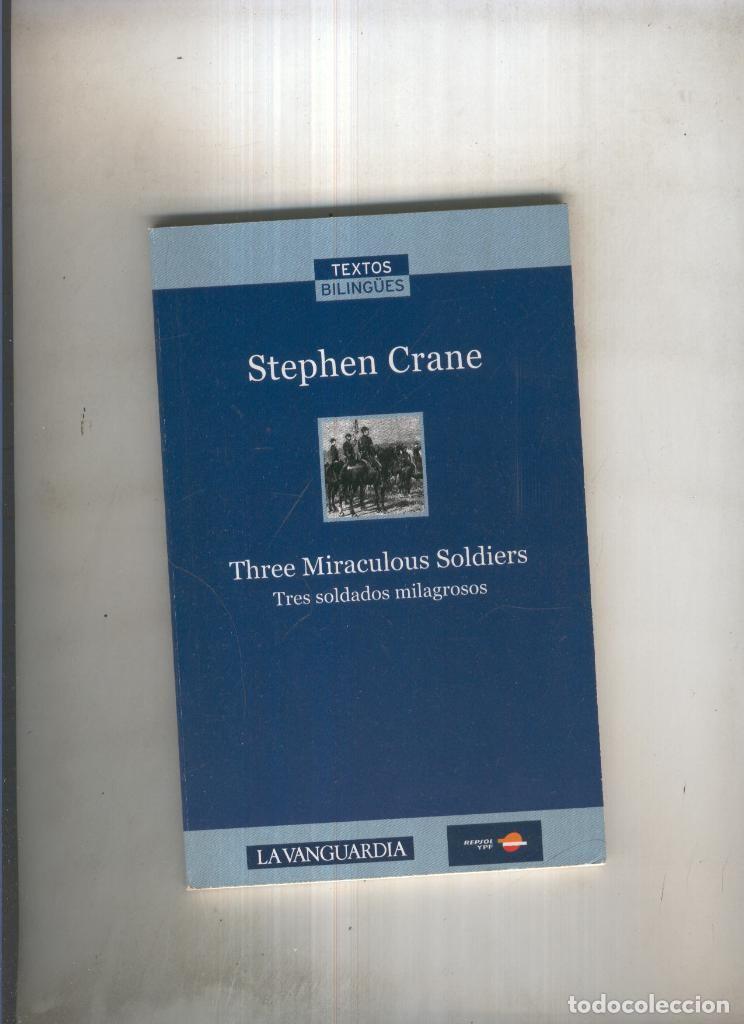 TEXTOS
BILINGÜES
Stephen Crane
Three Miraculous Soldiers
Tres soldados milagrosos
LA VANGUARDIA
REPSOL
YPF
todocoleccion